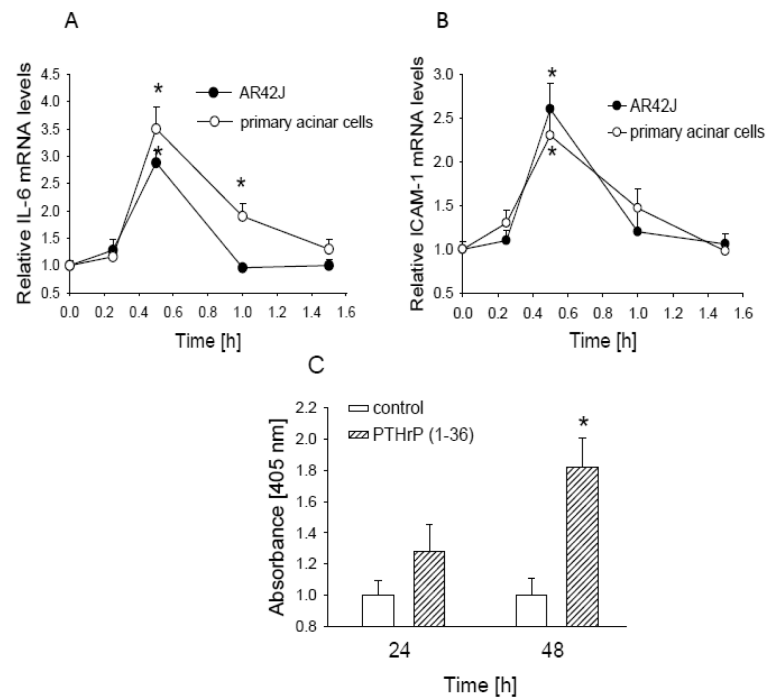 A
Relative IL-6 mRNA levels
4.5
4.0
3.5
3.0
2.5
2.0
1.5
1.0
0.5
*
*
*
AR42J
primary acinar cells
0.0 0.2 0.4 0.6 0.8 1.0 1.2 1.4 1.6
Time [h]
B
Relative ICAM-1 mRNA levels
3.0
2.5
2.0
1.5
1.0
0.5
*
*
AR42J
primary acinar cells
0.0 0.2 0.4 0.6 0.8 1.0 1.2 1.4 1.6
Time [h]
C
Absorbance [405 nm]
2.2
2.0
1.8
1.6
1.4
1.2
1.0
0.8
control
PTHrP (1-36)
*
24 48
Time [h]